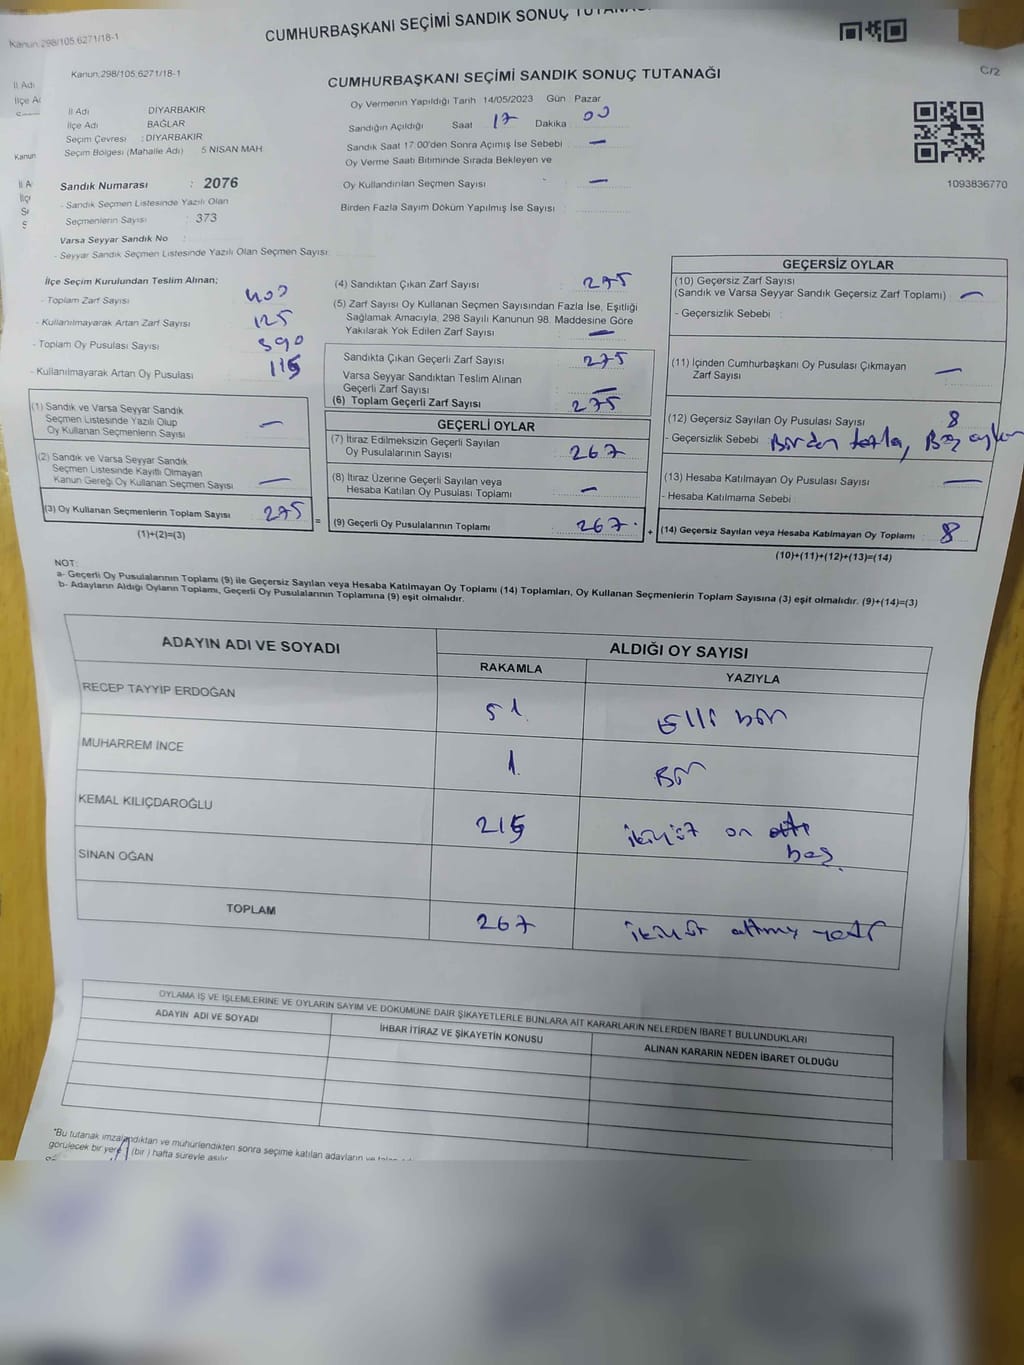 CUMHURBAŞKANI SEÇİMİ SANDIK SONUÇ TUTANAĞI
Kanun:298/105.6271/18-1
Kanun:298/105.6271/18-1
CUMHURBAŞKANI SEÇİMİ SANDIK SONUÇ TUTANAĞI
C/2
İl Adı DİYARBAKIR
İlçe Adı BAĞLAR
Seçim Çevresi : DİYARBAKIR
Seçim Bölgesi (Mahalle Adı) 5 NİSAN MAH.
Oy Vermenin Yapıldığı Tarih 14/05/2023 Gün : Pazar
Sandığın Açıldığı Saat 17 Dakika 00
Sandık Saat 17:00'den Sonra Açımış İse Sebebi —
Oy Verme Saati Bitiminde Sırada Bekleyen ve
Oy Kullandırılan Seçmen Sayısı —
Birden Fazla Sayım Döküm Yapılmış İse Sayısı :
1093836770
Sandık Numarası : 2076
- Sandık Seçmen Listesinde Yazılı Olan
Seçmenlerin Sayısı : 373
Varsa Seyyar Sandık No :
- Seyyar Sandık Seçmen Listesinde Yazılı Olan Seçmen Sayısı:
İlçe Seçim Kurulundan Teslim Alınan;
- Toplam Zarf Sayısı 400
- Kullanılmayarak Artan Zarf Sayısı 125
- Toplam Oy Pusulası Sayısı 390
- Kullanılmayarak Artan Oy Pusulası 115
(1) Sandık ve Varsa Seyyar Sandık
Seçmen Listesinde Yazılı Olup
Oy Kullanan Seçmenlerin Sayısı —
(2) Sandık ve Varsa Seyyar Sandık
Seçmen Listesinde Kayıtlı Olmayan
Kanun Gereği Oy Kullanan Seçmen Sayısı —
(3) Oy Kullanan Seçmenlerin Toplam Sayısı 275
(1)+(2)=(3)
(4) Sandıktan Çıkan Zarf Sayısı 275
(5) Zarf Sayısı Oy Kullanan Seçmen Sayısından Fazla İse, Eşitliği
Sağlamak Amacıyla, 298 Sayılı Kanunun 98. Maddesine Göre
Yakılarak Yok Edilen Zarf Sayısı —
Sandıkta Çıkan Geçerli Zarf Sayısı 275
Varsa Seyyar Sandıktan Teslim Alınan
Geçerli Zarf Sayısı —
(6) Toplam Geçerli Zarf Sayısı 275
GEÇERLİ OYLAR
(7) İtiraz Edilmeksizin Geçerli Sayılan
Oy Pusulalarının Sayısı 267
(8) İtiraz Üzerine Geçerli Sayılan veya
Hesaba Katılan Oy Pusulası Toplamı —
= (9) Geçerli Oy Pusulalarının Toplamı 267
GEÇERSİZ OYLAR
(10) Geçersiz Zarf Sayısı
(Sandık ve Varsa Seyyar Sandık Geçersiz Zarf Toplamı) —
- Geçersizlik Sebebi :
(11) İçinden Cumhurbaşkanı Oy Pusulası Çıkmayan
Zarf Sayısı —
(12) Geçersiz Sayılan Oy Pusulası Sayısı 8
- Geçersizlik Sebebi Birden fazla, Boş
(13) Hesaba Katılmayan Oy Pusulası Sayısı —
- Hesaba Katılmama Sebebi
+ (14) Geçersiz Sayılan veya Hesaba Katılmayan Oy Toplamı : 8
(10)+(11)+(12)+(13)=(14)
NOT:
a- Geçerli Oy Pusulalarının Toplamı (9) ile Geçersiz Sayılan veya Hesaba Katılmayan Oy Toplamı (14) Toplamları, Oy Kullanan Seçmenlerin Toplam Sayısına (3) eşit olmalıdır. (9)+(14)=(3)
b- Adayların Aldığı Oyların Toplamı, Geçerli Oy Pusulalarının Toplamına (9) eşit olmalıdır.
ADAYIN ADI VE SOYADI ALDIĞI OY SAYISI
RAKAMLA YAZIYLA
RECEP TAYYİP ERDOĞAN 51 Elli bir
MUHARREM İNCE 1 Bir
KEMAL KILIÇDAROĞLU 215 ikiyüz on
beş.
SİNAN OĞAN
TOPLAM 267 ikiyüz altmış yedi
OYLAMA İŞ VE İŞLEMLERİNE VE OYLARIN SAYIM VE DÖKÜMÜNE DAİR ŞİKAYETLERLE BUNLARA AİT KARARLARIN NELERDEN İBARET BULUNDUKLARI
ADAYIN ADI VE SOYADI İHBAR İTİRAZ VE ŞİKAYETİN KONUSU ALINAN KARARIN NEDEN İBARET OLDUĞU
*Bu tutanak imzalandıktan ve mühürlendikten sonra seçime katılan adayların ve
görülecek bir yere (bir) hafta süreyle asılır.